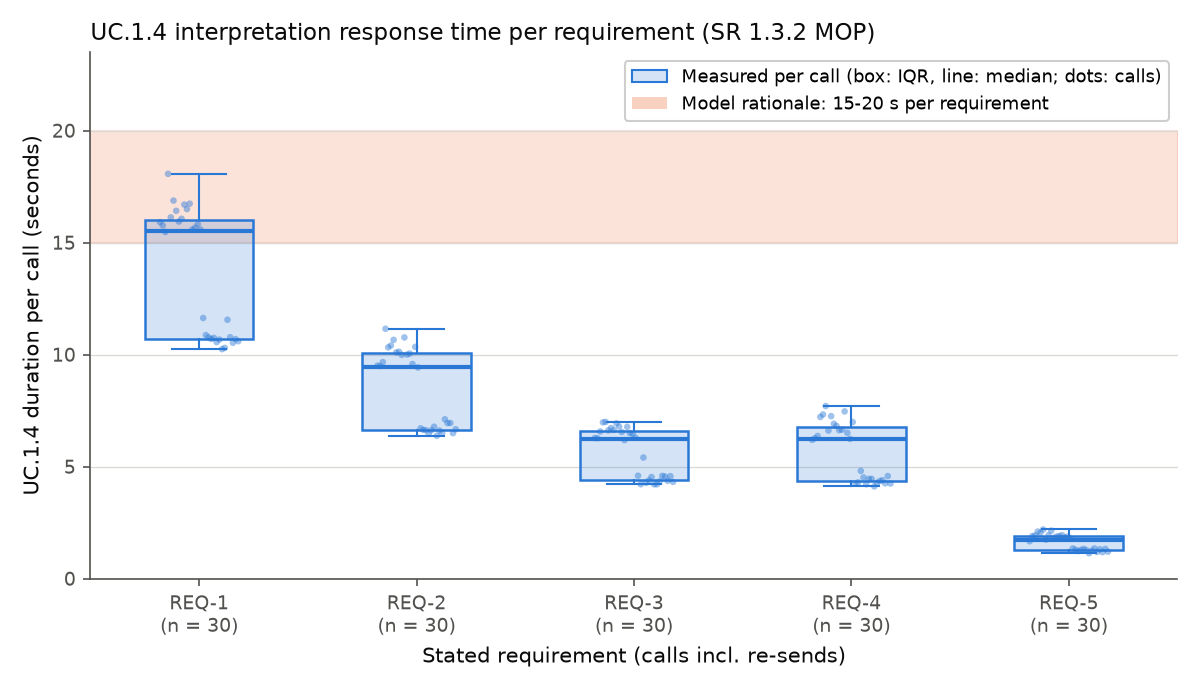 UC.1.4 interpretation response time per requirement (SR 1.3.2 MOP)
Measured per call (box: IQR, line: median; dots: calls)
Model rationale: 15-20 s per requirement
UC.1.4 duration per call (seconds)
20
15
10
5
0
REQ-1 REQ-2 REQ-3 REQ-4 REQ-5
(n = 30) (n = 30) (n = 30) (n = 30) (n = 30)
Stated requirement (calls incl. re-sends)